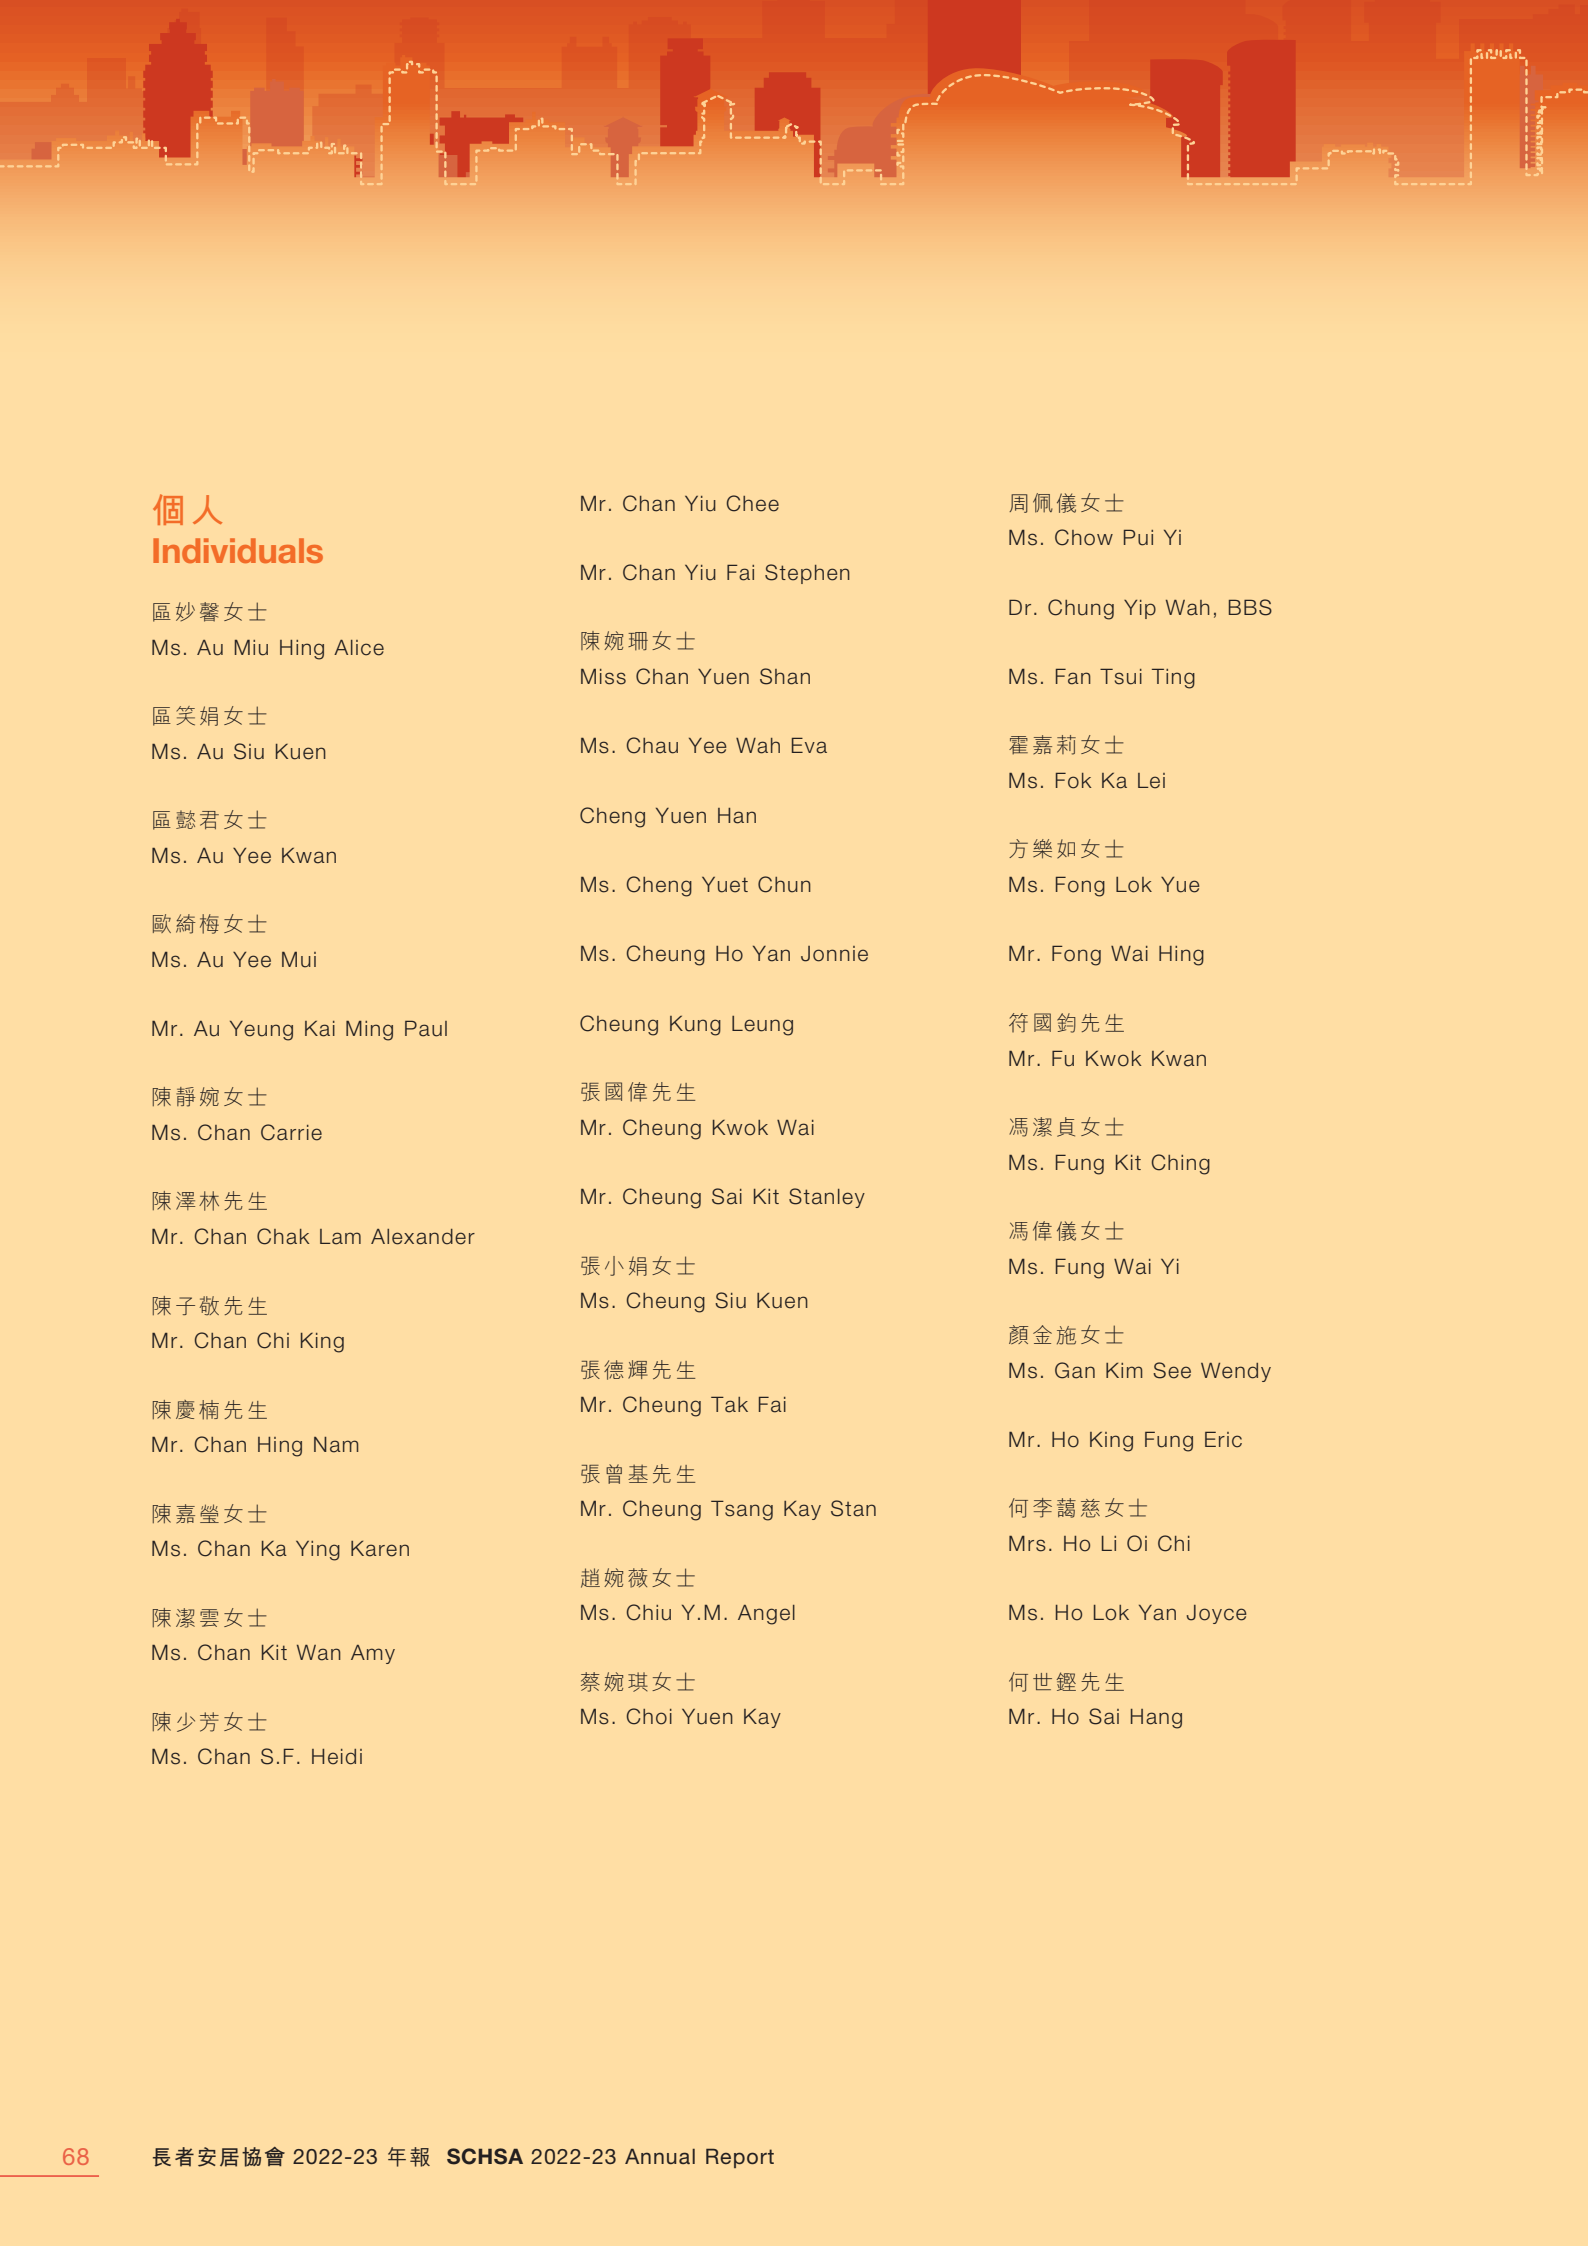 個人
Individuals
區妙馨女士
Ms. Au Miu Hing Alice
區笑娟女士
Ms. Au Siu Kuen
區懿君女士
Ms. Au Yee Kwan
歐綺梅女士
Ms. Au Yee Mui
Mr. Au Yeung Kai Ming Paul
陳靜婉女士
Ms. Chan Carrie
陳澤林先生
Mr. Chan Chak Lam Alexander
陳子敬先生
Mr. Chan Chi King
陳慶楠先生
Mr. Chan Hing Nam
陳嘉瑩女士
Ms. Chan Ka Ying Karen
陳潔雲女士
Ms. Chan Kit Wan Amy
陳少芳女士
Ms. Chan S.F. Heidi
Mr. Chan Yiu Chee
Mr. Chan Yiu Fai Stephen
陳婉珊女士
Miss Chan Yuen Shan
Ms. Chau Yee Wah Eva
Cheng Yuen Han
Ms. Cheng Yuet Chun
Ms. Cheung Ho Yan Jonnie
Cheung Kung Leung
張國偉先生
Mr. Cheung Kwok Wai
Mr. Cheung Sai Kit Stanley
張小娟女士
Ms. Cheung Siu Kuen
張德輝先生
Mr. Cheung Tak Fai
張曾基先生
Mr. Cheung Tsang Kay Stan
趙婉薇女士
Ms. Chiu Y.M. Angel
蔡婉琪女士
Ms. Choi Yuen Kay
周佩儀女士
Ms. Chow Pui Yi
Dr. Chung Yip Wah, BBS
Ms. Fan Tsui Ting
霍嘉莉女士
Ms. Fok Ka Lei
方樂如女士
Ms. Fong Lok Yue
Mr. Fong Wai Hing
符國鈞先生
Mr. Fu Kwok Kwan
馮潔貞女士
Ms. Fung Kit Ching
馮偉儀女士
Ms. Fung Wai Yi
顏金施女士
Ms. Gan Kim See Wendy
Mr. Ho King Fung Eric
何李藹慈女士
Mrs. Ho Li Oi Chi
Ms. Ho Lok Yan Joyce
何世鏗先生
Mr. Ho Sai Hang
68 長者安居協會 2022-23 年報 SCHSA 2022-23 Annual Report